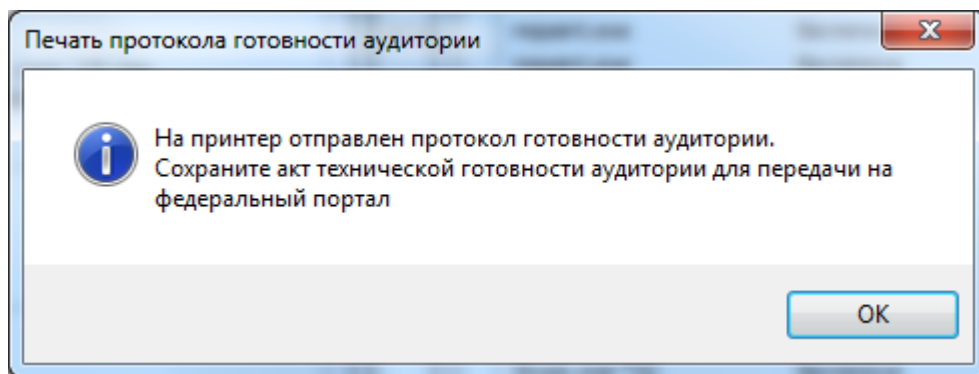 Печать протокола готовности аудитории
На принтер отправлен протокол готовности аудитории.
Сохраните акт технической готовности аудитории для передачи на
федеральный портал
OK